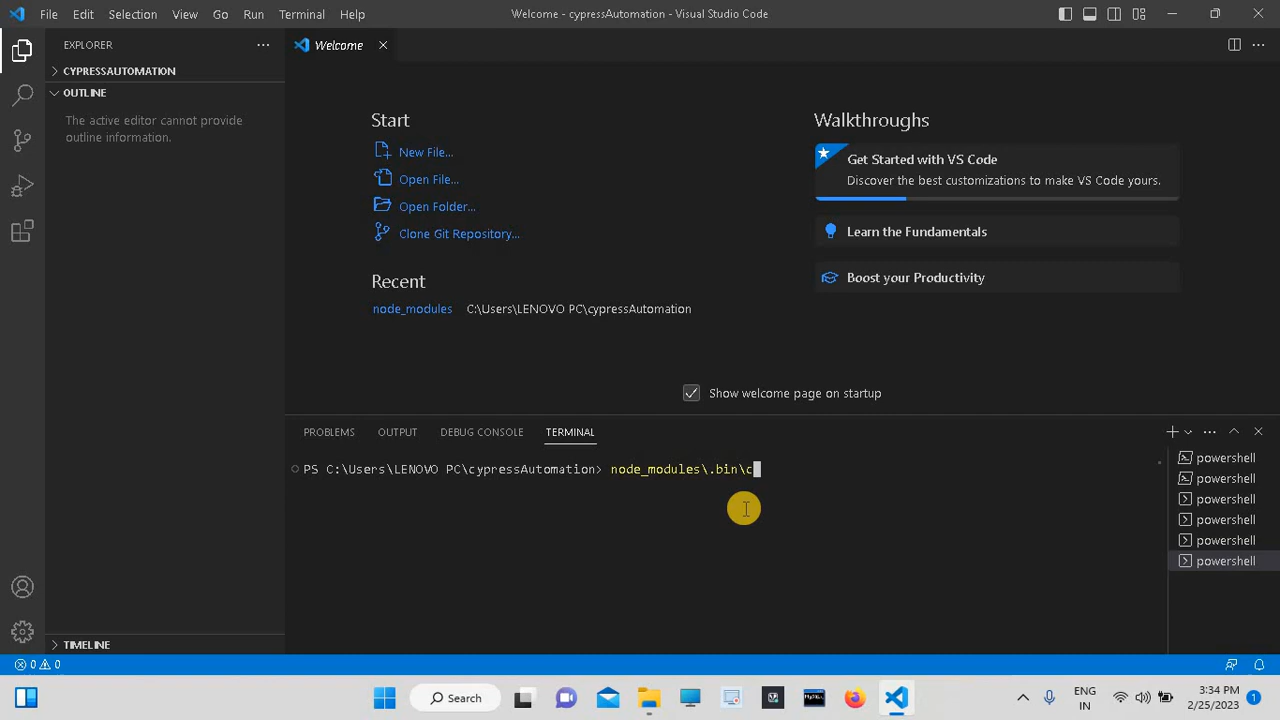 File Edit Selection View Go Run Terminal Help
Welcome - cypressAutomation - Visual Studio Code
EXPLORER
CYPRESSAUTOMATION
OUTLINE
The active editor cannot provide
outline information.
TIMELINE
Welcome
Start
New File...
Open File...
Open Folder...
Clone Git Repository...
Recent
node_modules C:\Users\LENOVO PC\cypressAutomation
Walkthroughs
Get Started with VS Code
Discover the best customizations to make VS Code yours.
Learn the Fundamentals
Boost your Productivity
Show welcome page on startup
PROBLEMS OUTPUT DEBUG CONSOLE TERMINAL
PS C:\Users\LENOVO PC\cypressAutomation> node_modules\.bin\c
powershell
powershell
powershell
powershell
powershell
powershell
0 0
Search
ENG
IN
3:34 PM
2/25/2023
1